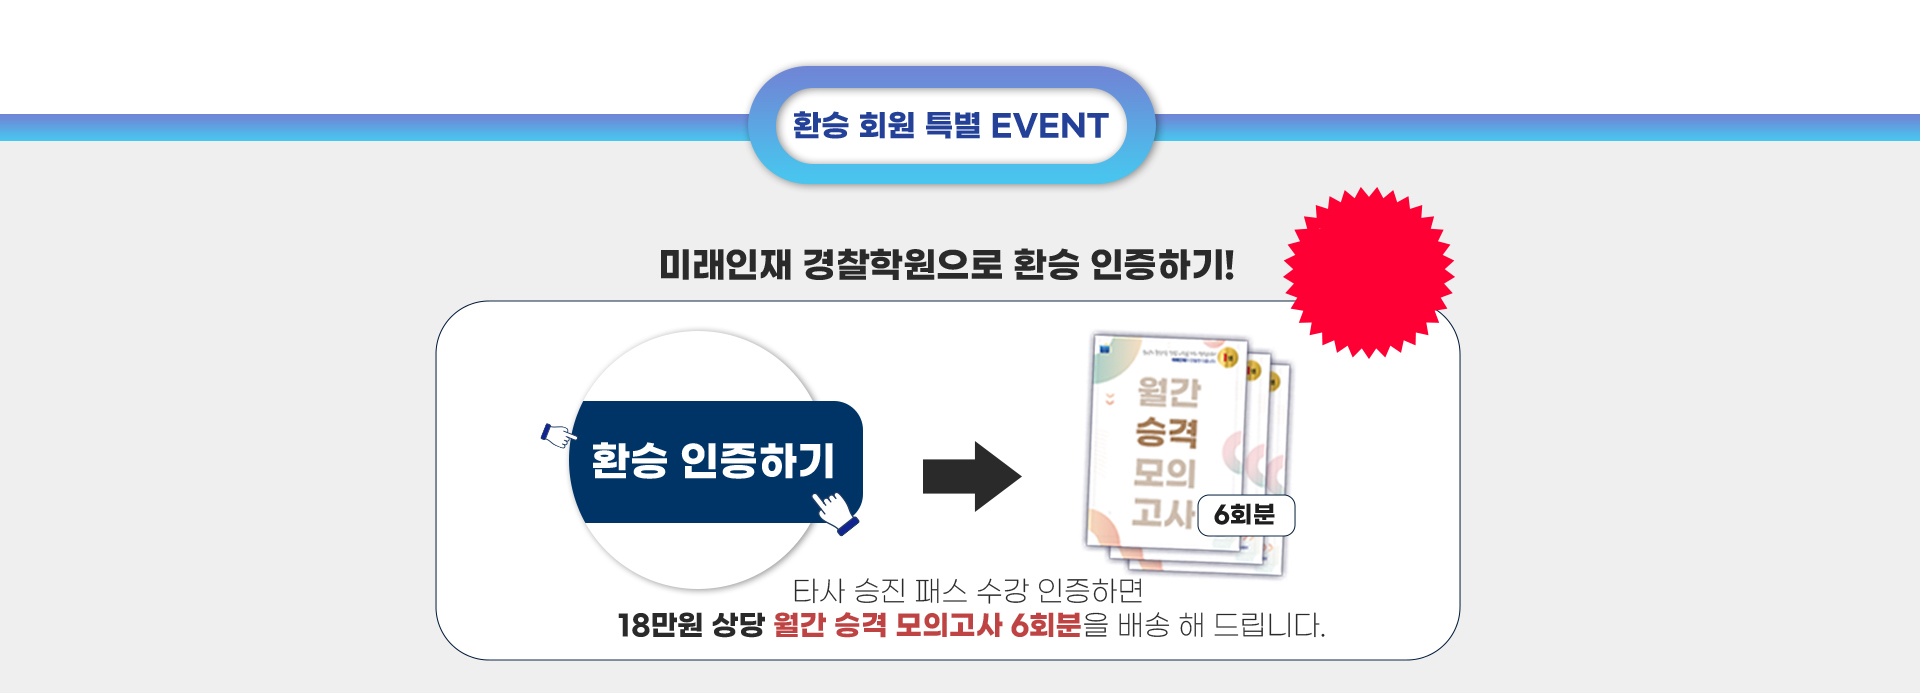 환승 회원 특별 EVENT
미래인재 경찰학원으로 환승 인증하기!
환승 인증하기
월간
승격
모의
고사
6회분
타사 승진 패스 수강 인증하면
18만원 상당 월간 승격 모의고사 6회분을 배송 해 드립니다.